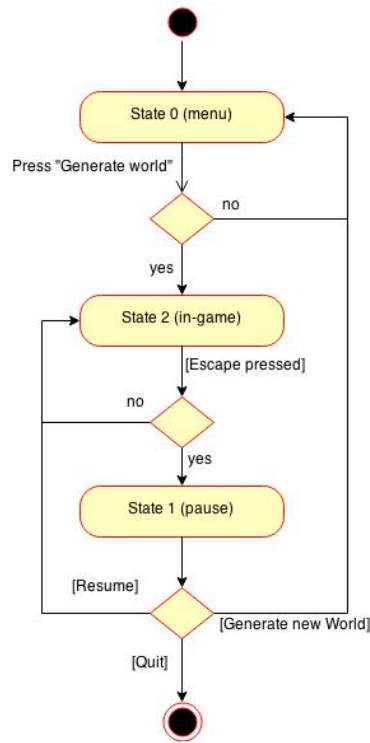 State 0 (menu)
Press "Generate world"
no
yes
State 2 (in-game)
[Escape pressed]
no
yes
State 1 (pause)
[Resume]
[Generate new World]
[Quit]